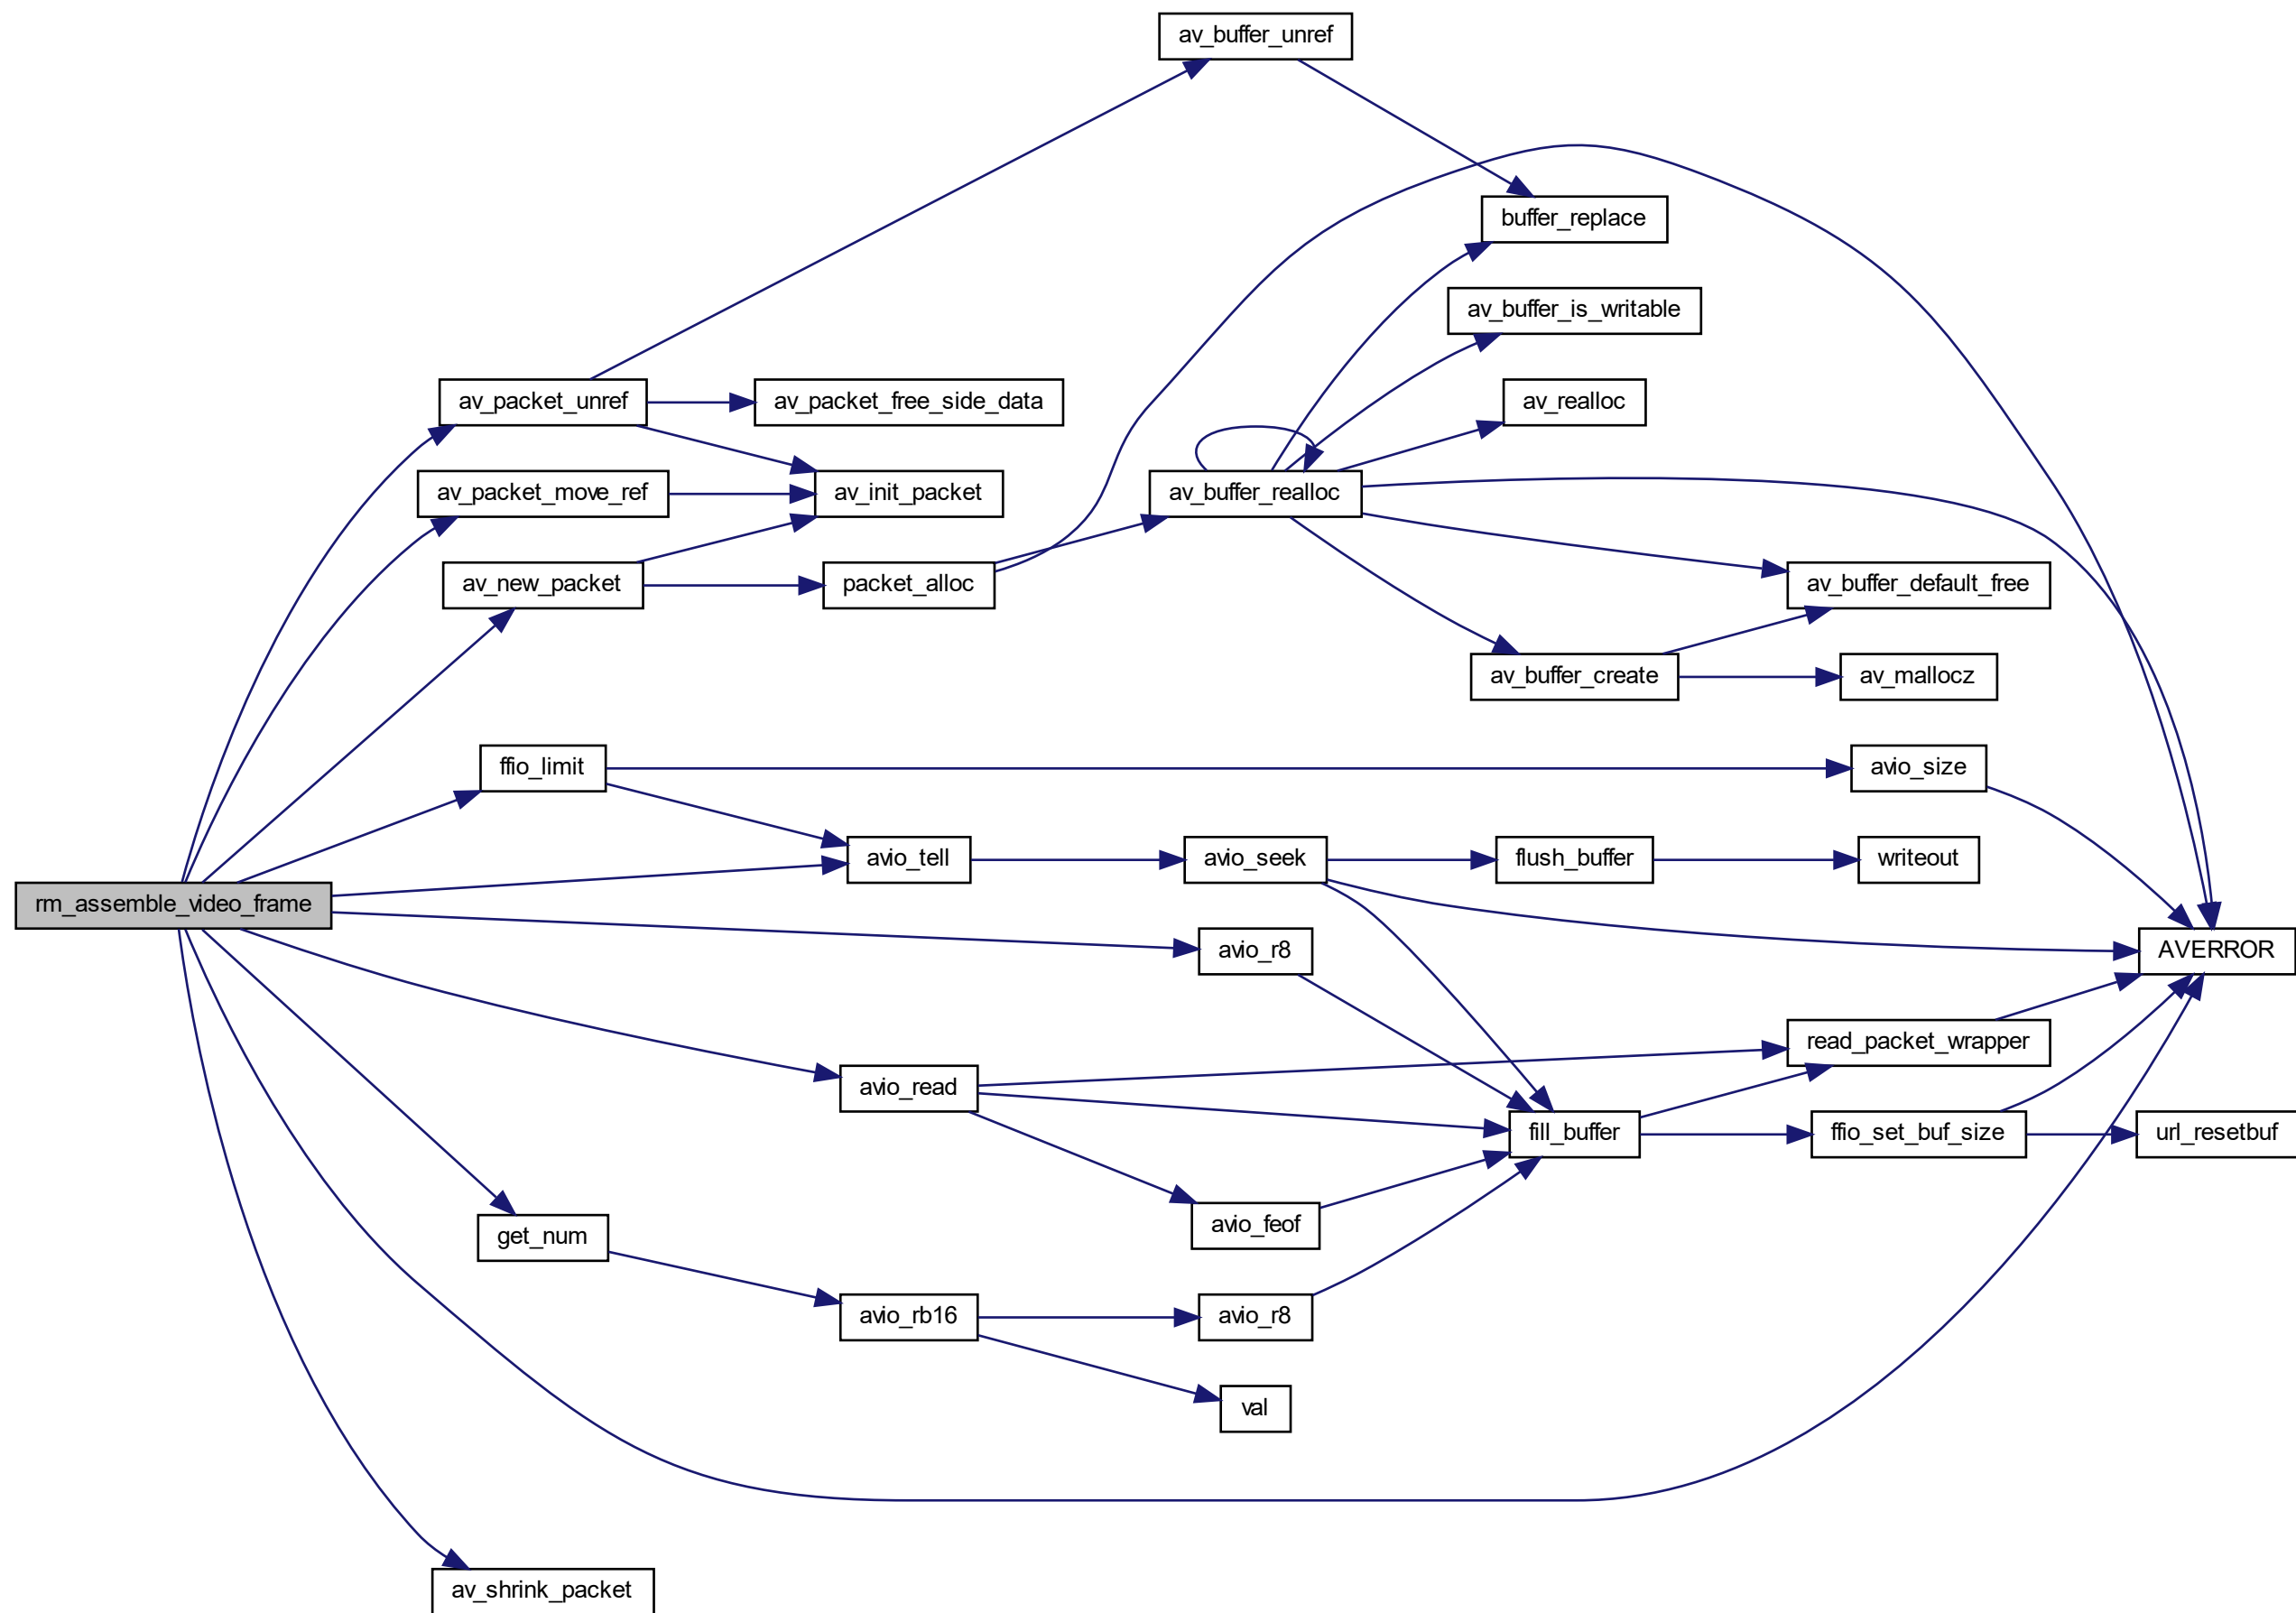 av_buffer_unref
buffer_replace
av_buffer_is_writable
av_packet_unref
av_packet_free_side_data
av_realloc
av_packet_move_ref
av_init_packet
av_buffer_realloc
av_new_packet
packet_alloc
av_buffer_default_free
av_buffer_create
av_mallocz
ffio_limit
avio_size
avio_tell
avio_seek
flush_buffer
writeout
rm_assemble_video_frame
avio_r8
AVERROR
read_packet_wrapper
avio_read
fill_buffer
ffio_set_buf_size
url_resetbuf
get_num
avio_feof
avio_rb16
avio_r8
val
av_shrink_packet